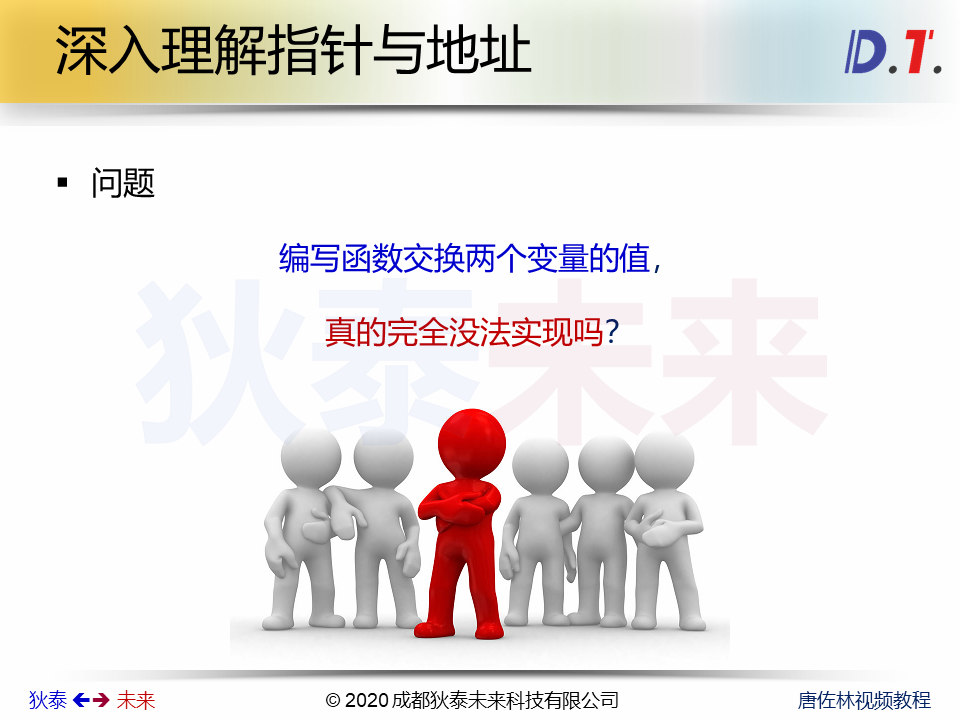 深入理解指针与地址
D.T.
▪ 问题
编写函数交换两个变量的值，
真的完全没法实现吗？
狄泰未来
狄泰 🡸🡺 未来
© 2020 成都狄泰未来科技有限公司
唐佐林视频教程